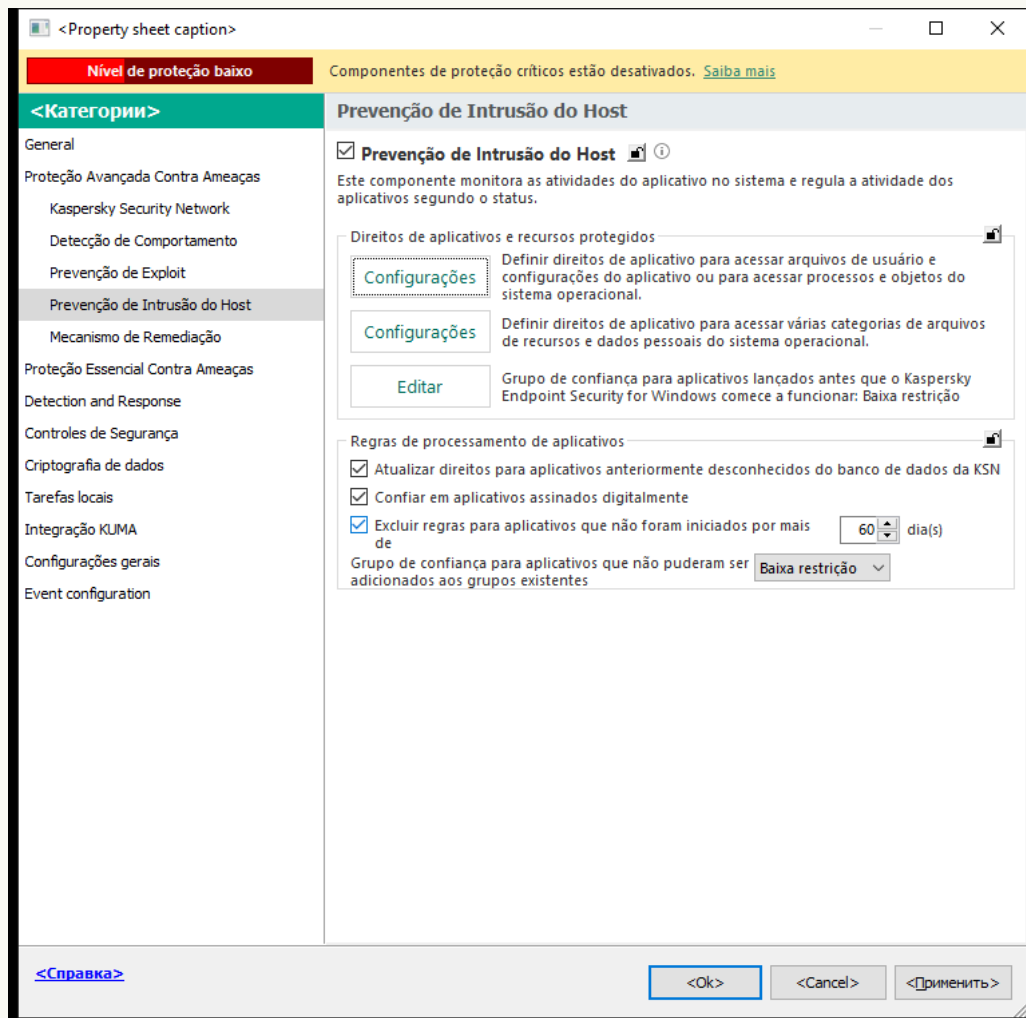 <Property sheet caption>
Nível de proteção baixo
Componentes de proteção críticos estão desativados. Saiba mais
<Категории>
General
Proteção Avançada Contra Ameaças
Kaspersky Security Network
Detecção de Comportamento
Prevenção de Exploit
Prevenção de Intrusão do Host
Mecanismo de Remediação
Proteção Essencial Contra Ameaças
Detection and Response
Controles de Segurança
Criptografia de dados
Tarefas locais
Integração KUMA
Configurações gerais
Event configuration
Prevenção de Intrusão do Host
Prevenção de Intrusão do Host
Este componente monitora as atividades do aplicativo no sistema e regula a atividade dos
aplicativos segundo o status.
Direitos de aplicativos e recursos protegidos
Configurações
Definir direitos de aplicativo para acessar arquivos de usuário e
configurações do aplicativo ou para acessar processos e objetos do
sistema operacional.
Configurações
Definir direitos de aplicativo para acessar várias categorias de arquivos
de recursos e dados pessoais do sistema operacional.
Editar
Grupo de confiança para aplicativos lançados antes que o Kaspersky
Endpoint Security for Windows comece a funcionar: Baixa restrição
Regras de processamento de aplicativos
Atualizar direitos para aplicativos anteriormente desconhecidos do banco de dados da KSN
Confiar em aplicativos assinados digitalmente
Excluir regras para aplicativos que não foram iniciados por mais
de
60 dia(s)
Grupo de confiança para aplicativos que não puderam ser
adicionados aos grupos existentes
Baixa restrição
<Справка>
<Ok>
<Cancel>
<Применить>